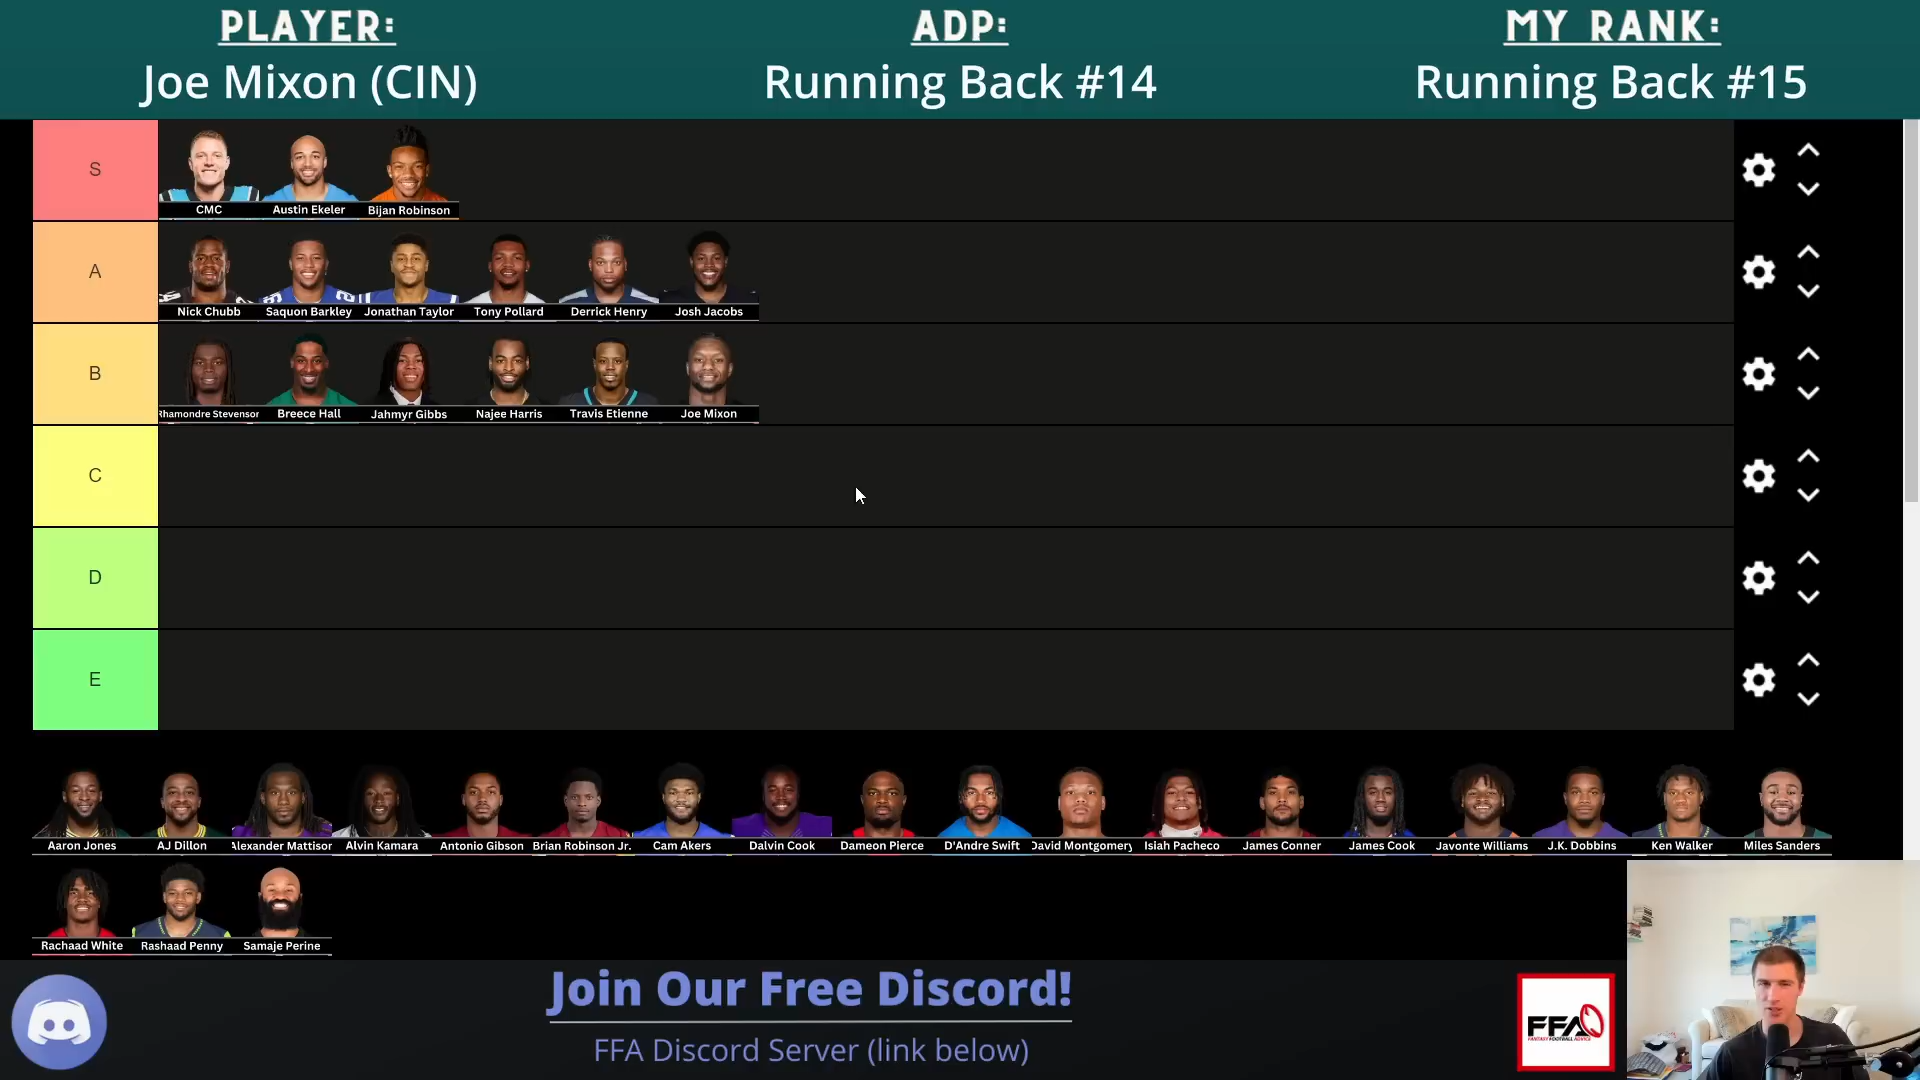 PLAYER: ADP: MY RANK:
Joe Mixon (CIN) Running Back #14 Running Back #15
S
CMC Austin Ekeler Bijan Robinson
A
Nick Chubb Saquon Barkley Jonathan Taylor Tony Pollard Derrick Henry Josh Jacobs
B
Rhamondre Stevenson Breece Hall Jahmyr Gibbs Najee Harris Travis Etienne Joe Mixon
C
D
E
Aaron Jones AJ Dillon Alexander Mattison Alvin Kamara Antonio Gibson Brian Robinson Jr. Cam Akers Dalvin Cook Dameon Pierce D'Andre Swift David Montgomery Isiah Pacheco James Conner James Cook Javonte Williams J.K. Dobbins Ken Walker Miles Sanders
Rachaad White Rashaad Penny Samaje Perine
Join Our Free Discord!
FFA Discord Server (link below)
FFA
FANTASY FOOTBALL ADVICE